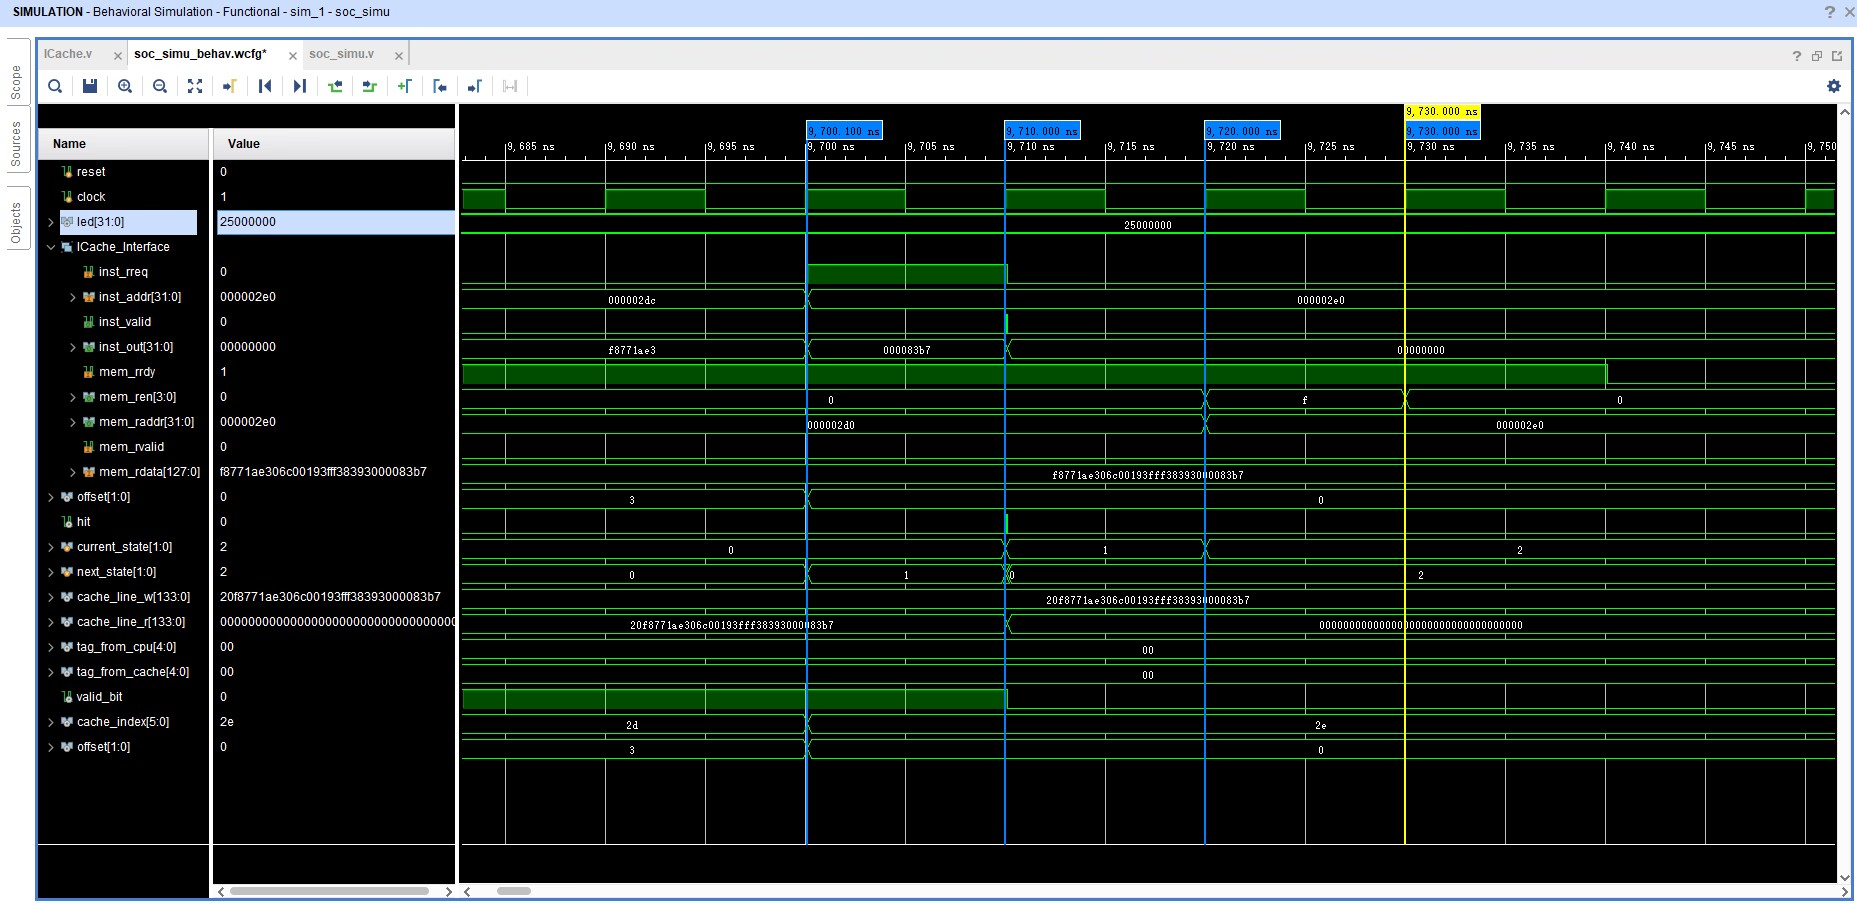 SIMULATION - Behavioral Simulation - Functional - sim_1 - soc_simu
Scope
Sources
Objects
ICache.v
soc_simu_behav.wcfg*
soc_simu.v
9,730.000 ns
9,700.100 ns 9,710.000 ns 9,720.000 ns 9,730.000 ns
Name Value
9,685 ns 9,690 ns 9,695 ns 9,700 ns 9,705 ns 9,710 ns 9,715 ns 9,720 ns 9,725 ns 9,730 ns 9,735 ns 9,740 ns 9,745 ns 9,750
reset 0
clock 1
led[31:0] 25000000 25000000
ICache_Interface
inst_rreq 0
inst_addr[31:0] 000002e0 000002dc 000002e0
inst_valid 0
inst_out[31:0] 00000000 f8771ae3 000083b7 00000000
mem_rrdy 1
mem_ren[3:0] 0 0 f 0
mem_raddr[31:0] 000002e0 000002d0 000002e0
mem_rvalid 0
mem_rdata[127:0] f8771ae306c00193fff38393000083b7 f8771ae306c00193fff38393000083b7
offset[1:0] 0 3 0
hit 0
current_state[1:0] 2 0 1 2
next_state[1:0] 2 0 1 0 2
cache_line_w[133:0] 20f8771ae306c00193fff38393000083b7 20f8771ae306c00193fff38393000083b7
cache_line_r[133:0] 0000000000000000000000000000000000 20f8771ae306c00193fff38393000083b7 0000000000000000000000000000000000
tag_from_cpu[4:0] 00 00
tag_from_cache[4:0] 00 00
valid_bit 0
cache_index[5:0] 2e 2d 2e
offset[1:0] 0 3 0